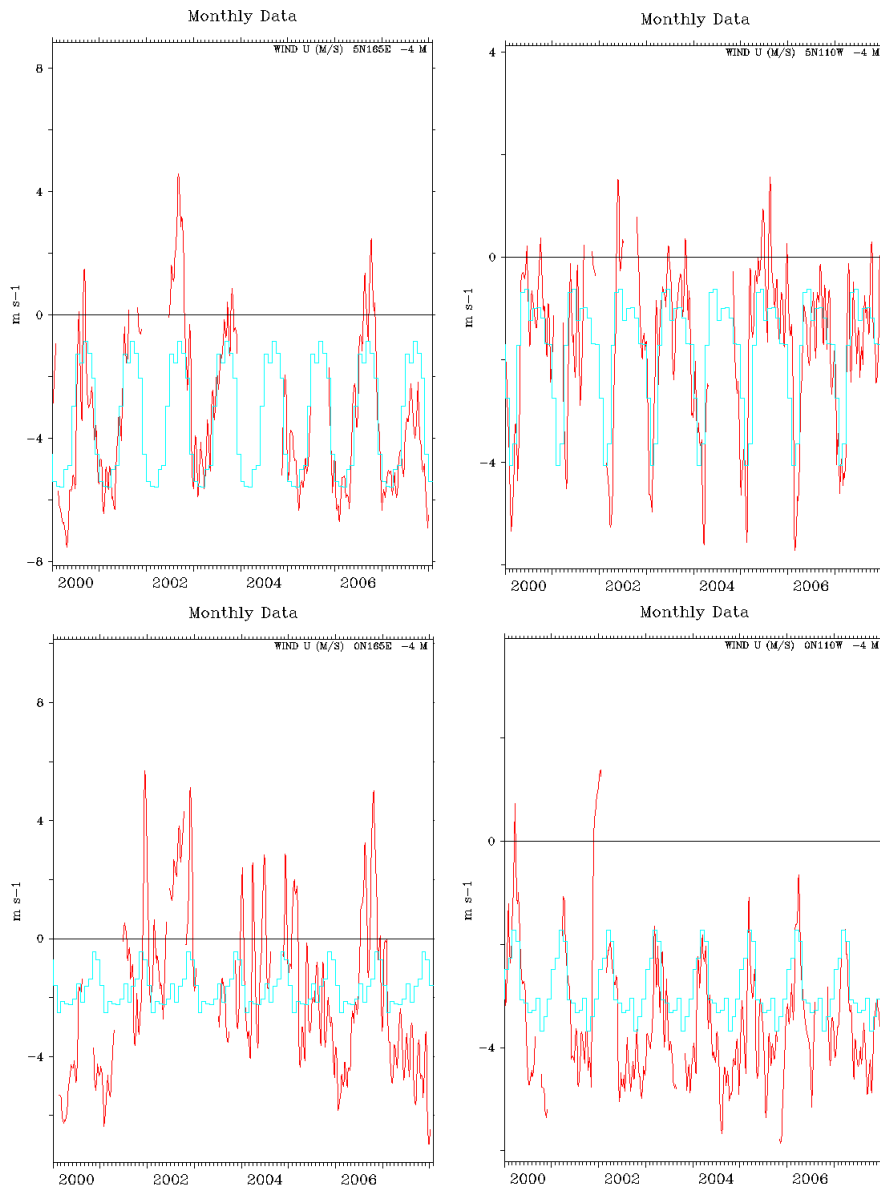 Monthly Data
WIND U (M/S) 5N165E -4 M
8
4
0
-4
-8
m s-1
2000 2002 2004 2006
Monthly Data
WIND U (M/S) 5N110W -4 M
4
0
-4
m s-1
2000 2002 2004 2006
Monthly Data
WIND U (M/S) 0N165E -4 M
8
4
0
-4
m s-1
2000 2002 2004 2006
Monthly Data
WIND U (M/S) 0N110W -4 M
0
-4
m s-1
2000 2002 2004 2006